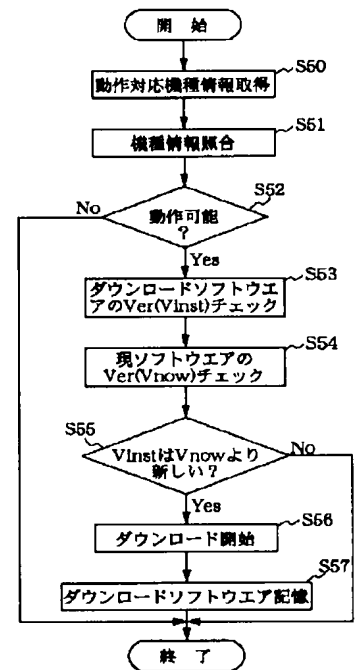 開 始
S50
動作対応機種情報取得
S51
機種情報照合
S52
No
動作可能
?
Yes
S53
ダウンロードソフトウエ
アのVer(Vinst)チェック
S54
現ソフトウエアの
Ver(Vnow)チェック
S55
No
VinstはVnowより
新しい?
Yes
S56
ダウンロード開始
S57
ダウンロードソフトウエア記憶
終 了